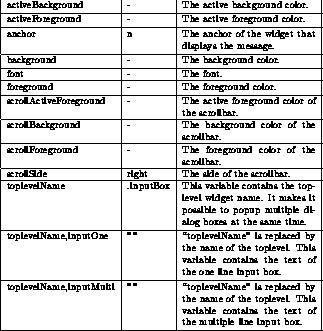 activeBackground - The active background color.
activeForeground - The active foreground color.
anchor n The anchor of the widget that
displays the message.
background - The background color.
font - The font.
foreground - The foreground color.
scrollActiveForeground - The active foreground color of
the scrollbar.
scrollBackground - The background color of the
scrollbar.
scrollForeground - The foreground color of the
scrollbar.
scrollSide right The side of the scrollbar.
toplevelName .inputBox This variable contains the top-
level widget name. It makes it
possible to popup multiple di-
alog boxes at the same time.
toplevelName,inputOne "" "toplevelName" is replaced by
the name of the toplevel. This
variable contains the text of
the one line input box.
toplevelName,inputMulti "" "toplevelName" is replaced by
the name of the toplevel. This
variable contains the text of
the multiple line input box.